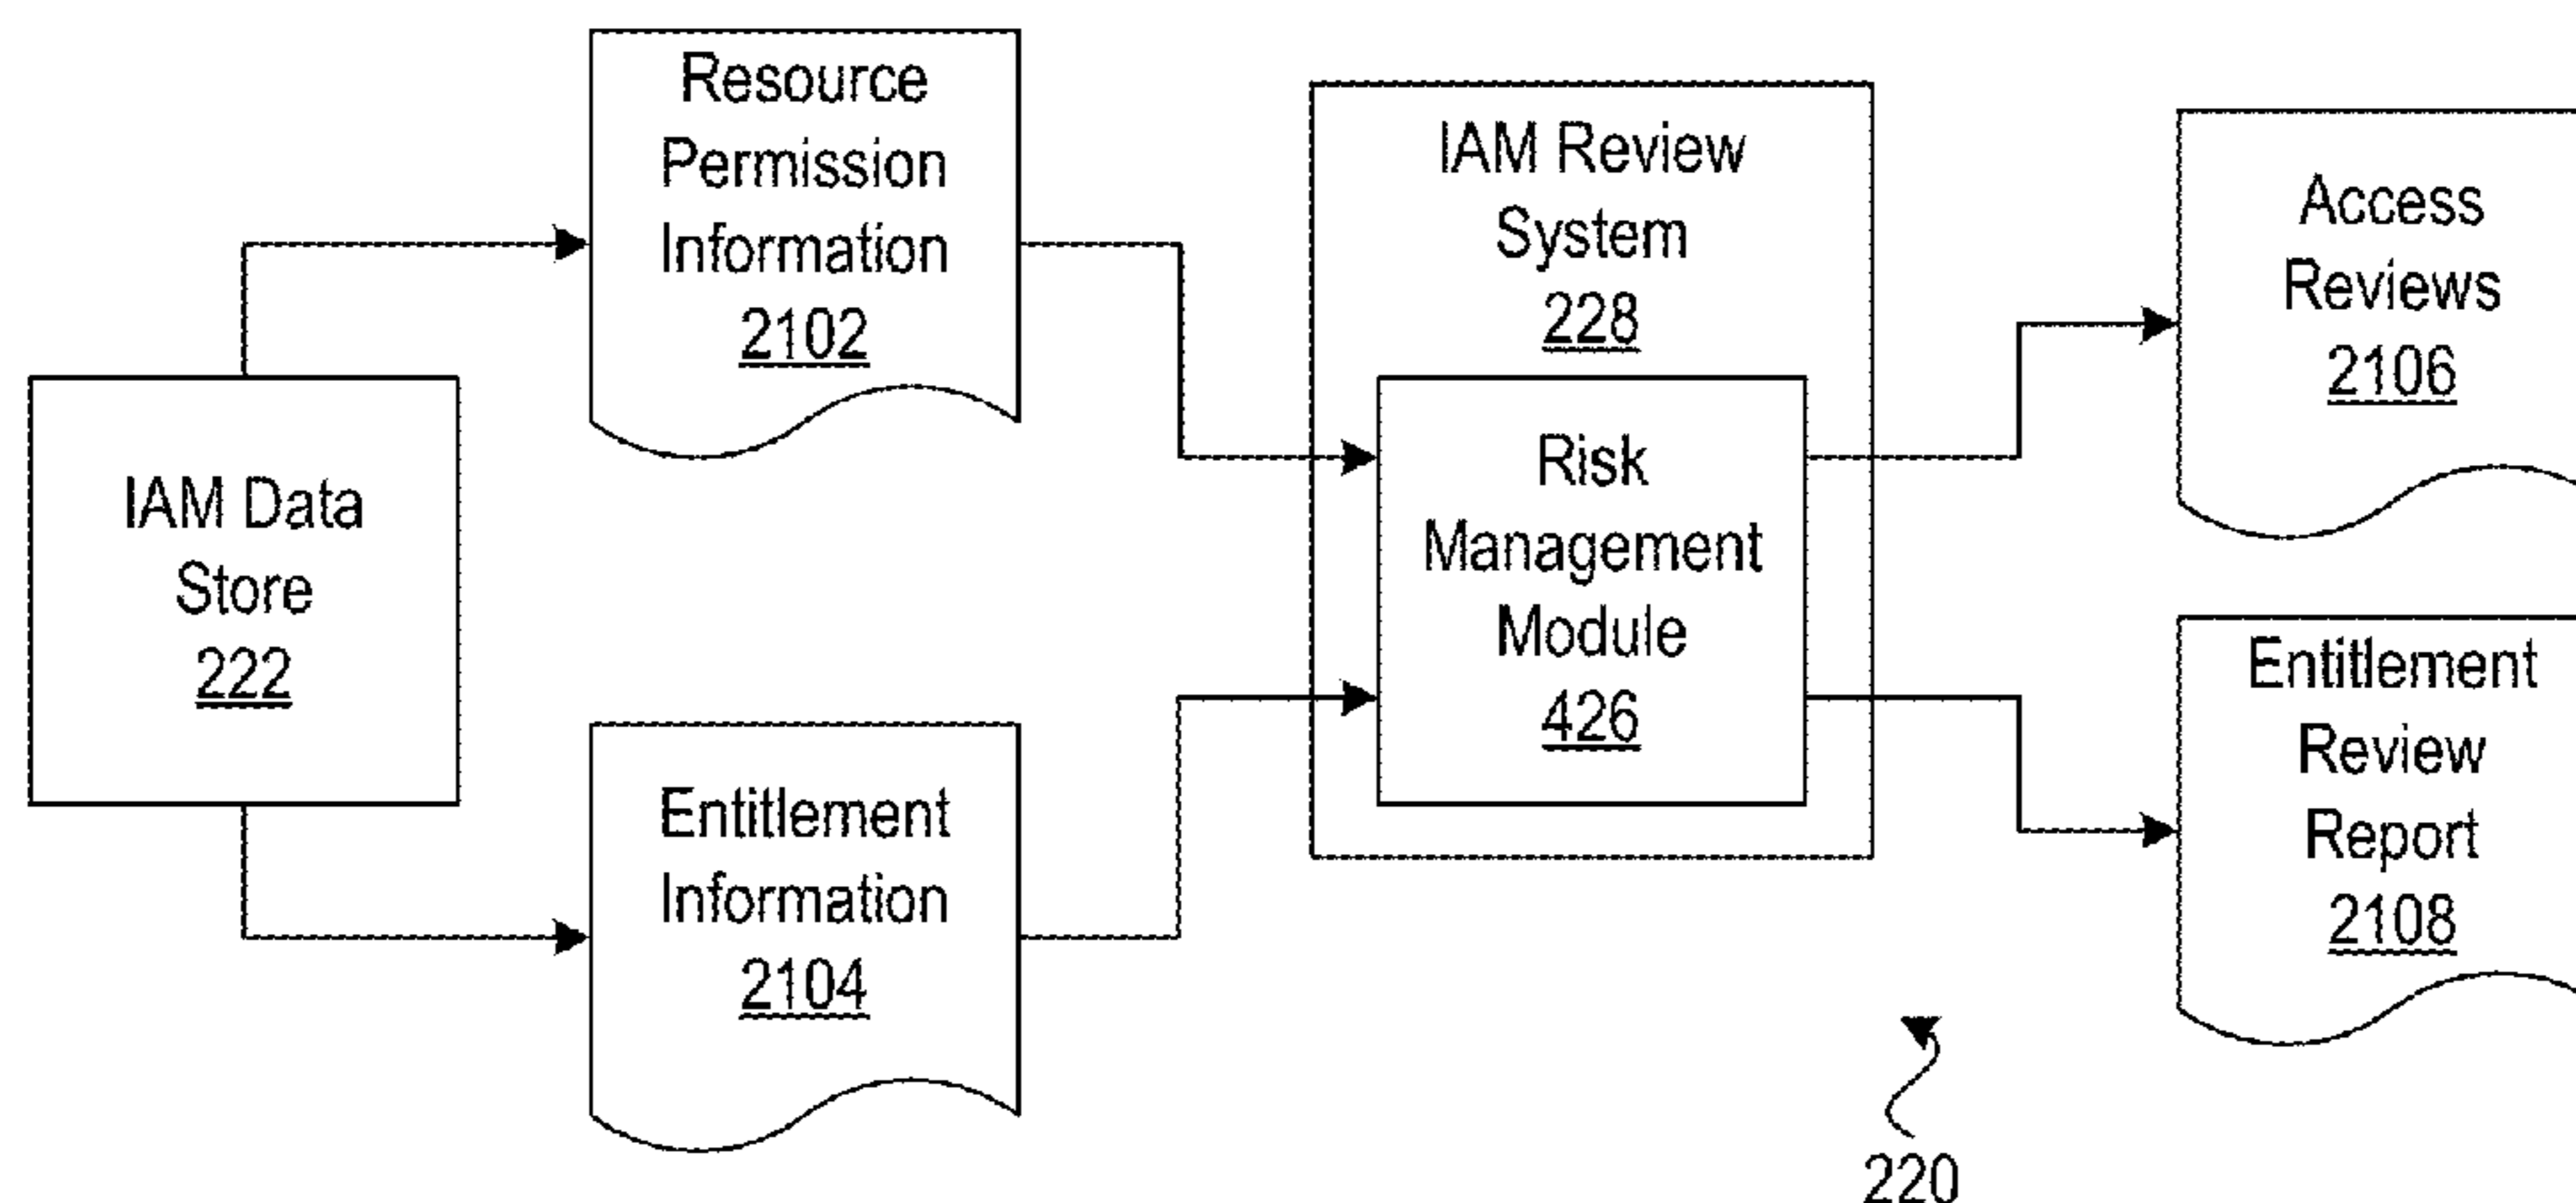 Resource
Permission
Information
2102
IAM Data
Store
222
Entitlement
Information
2104
IAM Review
System
228
Risk
Management
Module
426
Access
Reviews
2106
Entitlement
Review
Report
2108
220